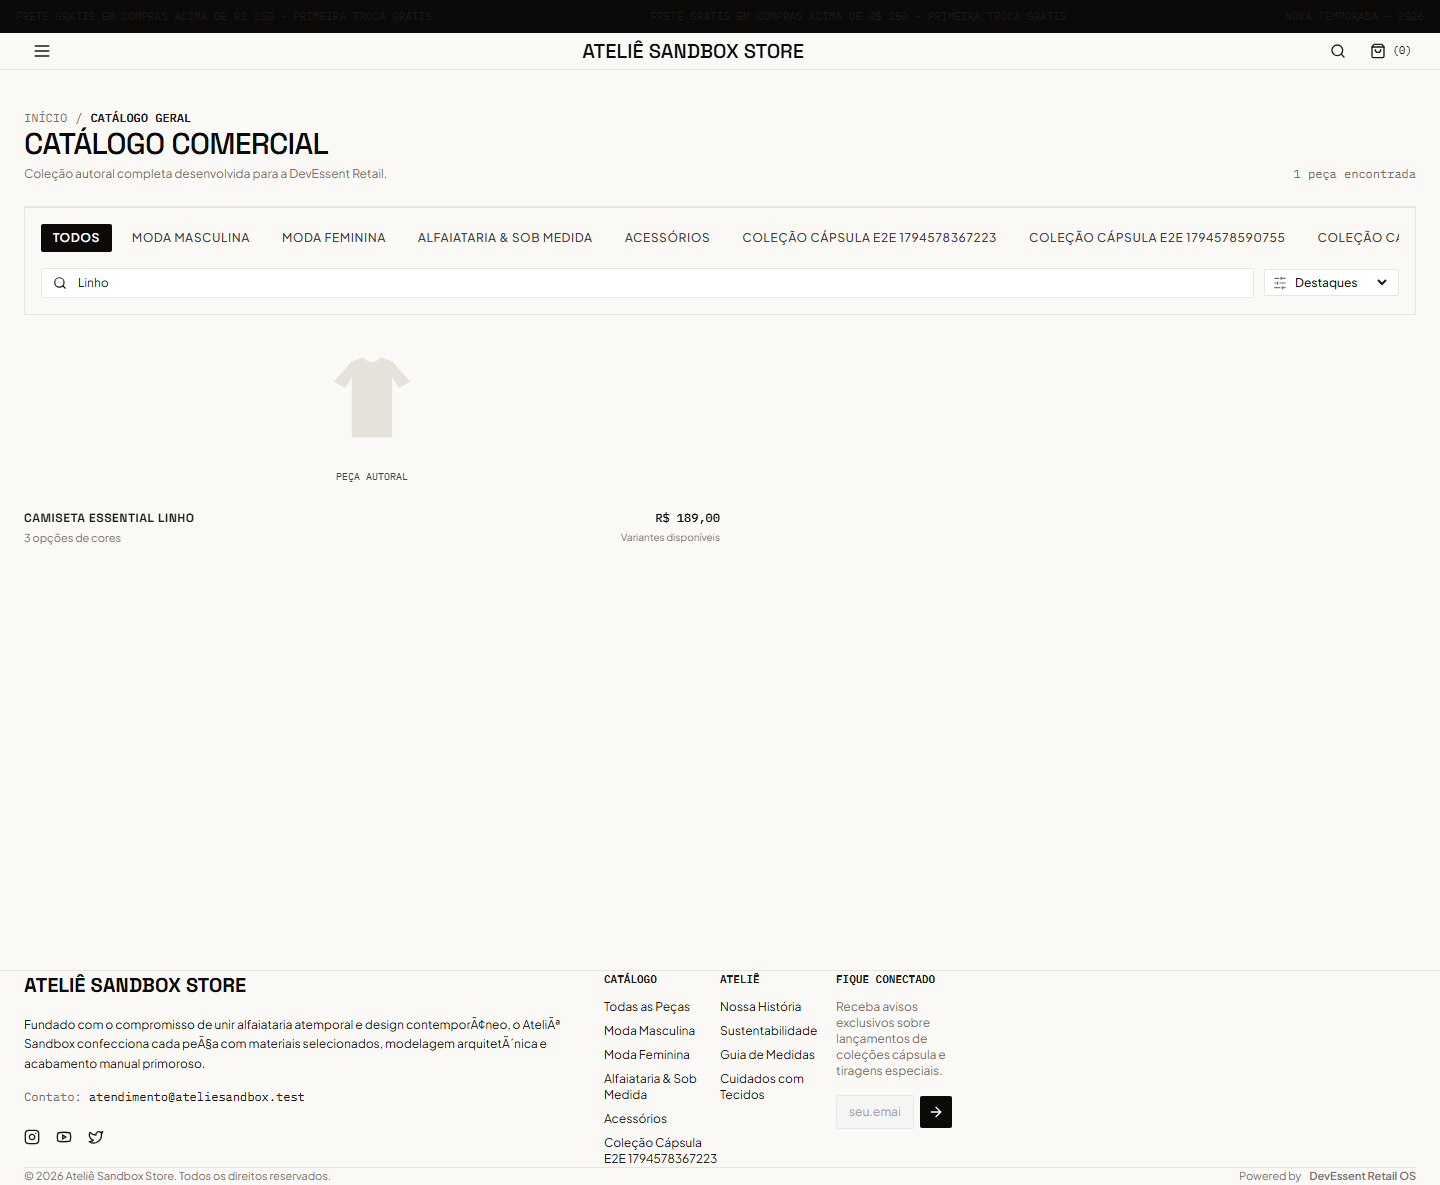 FRETE GRATIS EM COMPRAS ACIMA DE R$ 250 - PRIMEIRA TROCA GRATIS
FRETE GRATIS EM COMPRAS ACIMA DE R$ 250 - PRIMEIRA TROCA GRATIS
NOVA TEMPORADA — 2026
ATELIÊ SANDBOX STORE
(0)
INÍCIO / CATÁLOGO GERAL
CATÁLOGO COMERCIAL
Coleção autoral completa desenvolvida para a DevEssent Retail.
1 peça encontrada
TODOS
MODA MASCULINA
MODA FEMININA
ALFAIATARIA & SOB MEDIDA
ACESSÓRIOS
COLEÇÃO CÁPSULA E2E 1794578367223
COLEÇÃO CÁPSULA E2E 1794578590755
COLEÇÃO CÁ
Linho
Destaques
PEÇA AUTORAL
CAMISETA ESSENTIAL LINHO
R$ 189,00
3 opções de cores
Variantes disponíveis
ATELIÊ SANDBOX STORE
Fundado com o compromisso de unir alfaiataria atemporal e design contemporÃ¢neo, o AteliÃª
Sandbox confecciona cada peÃ§a com materiais selecionados, modelagem arquitetÃ´nica e
acabamento manual primoroso.
Contato: atendimento@ateliesandbox.test
CATÁLOGO
Todas as Peças
Moda Masculina
Moda Feminina
Alfaiataria & Sob
Medida
Acessórios
Coleção Cápsula
E2E 1794578367223
ATELIÊ
Nossa História
Sustentabilidade
Guia de Medidas
Cuidados com
Tecidos
FIQUE CONECTADO
Receba avisos
exclusivos sobre
lançamentos de
coleções cápsula e
tiragens especiais.
seu.emai
© 2026 Ateliê Sandbox Store. Todos os direitos reservados.
Powered by DevEssent Retail OS